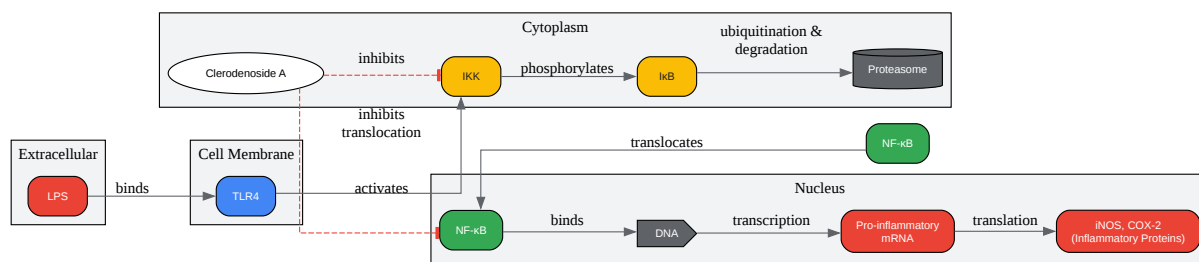 Cytoplasm
Clerodenoside A
inhibits
IKK
phosphorylates
IκB
ubiquitination &
degradation
Proteasome
inhibits
translocation
Extracellular
LPS
binds
Cell Membrane
TLR4
activates
translocates
NF-κB
Nucleus
NF-κB
binds
DNA
transcription
Pro-inflammatory
mRNA
translation
iNOS, COX-2
(Inflammatory Proteins)